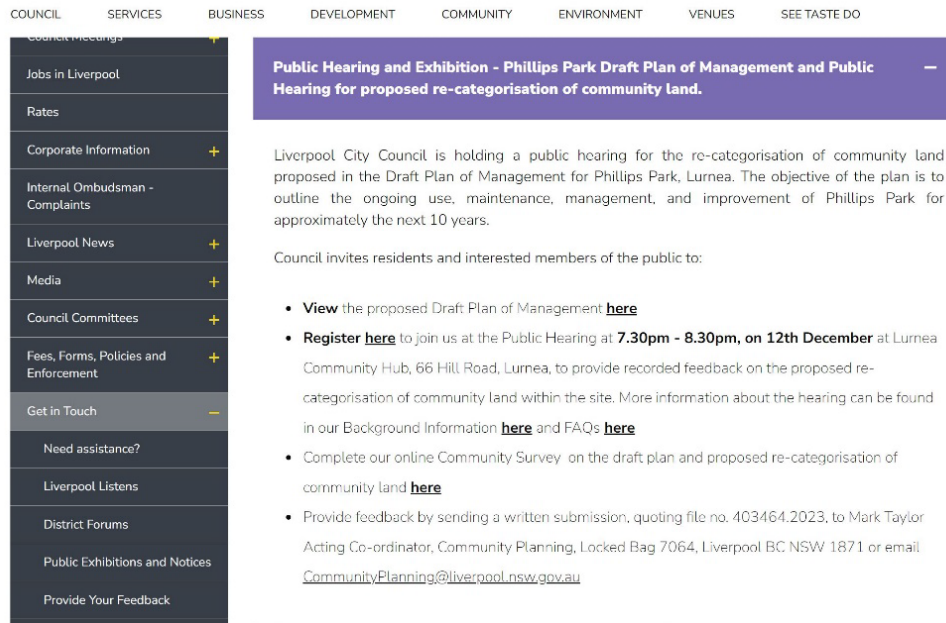 COUNCIL SERVICES BUSINESS DEVELOPMENT COMMUNITY ENVIRONMENT VENUES SEE TASTE DO
Council Meetings +
Jobs in Liverpool
Rates
Corporate Information +
Internal Ombudsman -
Complaints
Liverpool News +
Media +
Council Committees +
Fees, Forms, Policies and +
Enforcement
Get in Touch –
Need assistance?
Liverpool Listens
District Forums
Public Exhibitions and Notices
Provide Your Feedback
Public Hearing and Exhibition - Phillips Park Draft Plan of Management and Public –
Hearing for proposed re-categorisation of community land.
Liverpool City Council is holding a public hearing for the re-categorisation of community land
proposed in the Draft Plan of Management for Phillips Park, Lurnea. The objective of the plan is to
outline the ongoing use, maintenance, management, and improvement of Phillips Park for
approximately the next 10 years.
Council invites residents and interested members of the public to:
• View the proposed Draft Plan of Management here
• Register here to join us at the Public Hearing at 7.30pm - 8.30pm, on 12th December at Lurnea
Community Hub, 66 Hill Road, Lurnea, to provide recorded feedback on the proposed re-
categorisation of community land within the site. More information about the hearing can be found
in our Background Information here and FAQs here
• Complete our online Community Survey on the draft plan and proposed re-categorisation of
community land here
• Provide feedback by sending a written submission, quoting file no. 403464.2023, to Mark Taylor
Acting Co-ordinator, Community Planning, Locked Bag 7064, Liverpool BC NSW 1871 or email
CommunityPlanning@liverpool.nsw.gov.au